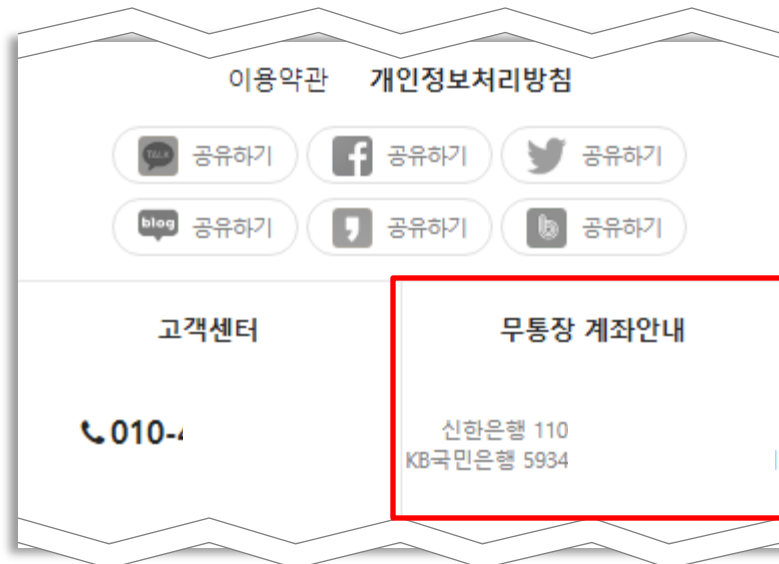 이용약관 개인정보처리방침
TALK 공유하기 공유하기 공유하기
blog 공유하기 공유하기 공유하기
고객센터 무통장 계좌안내
010-
신한은행 110
KB국민은행 5934